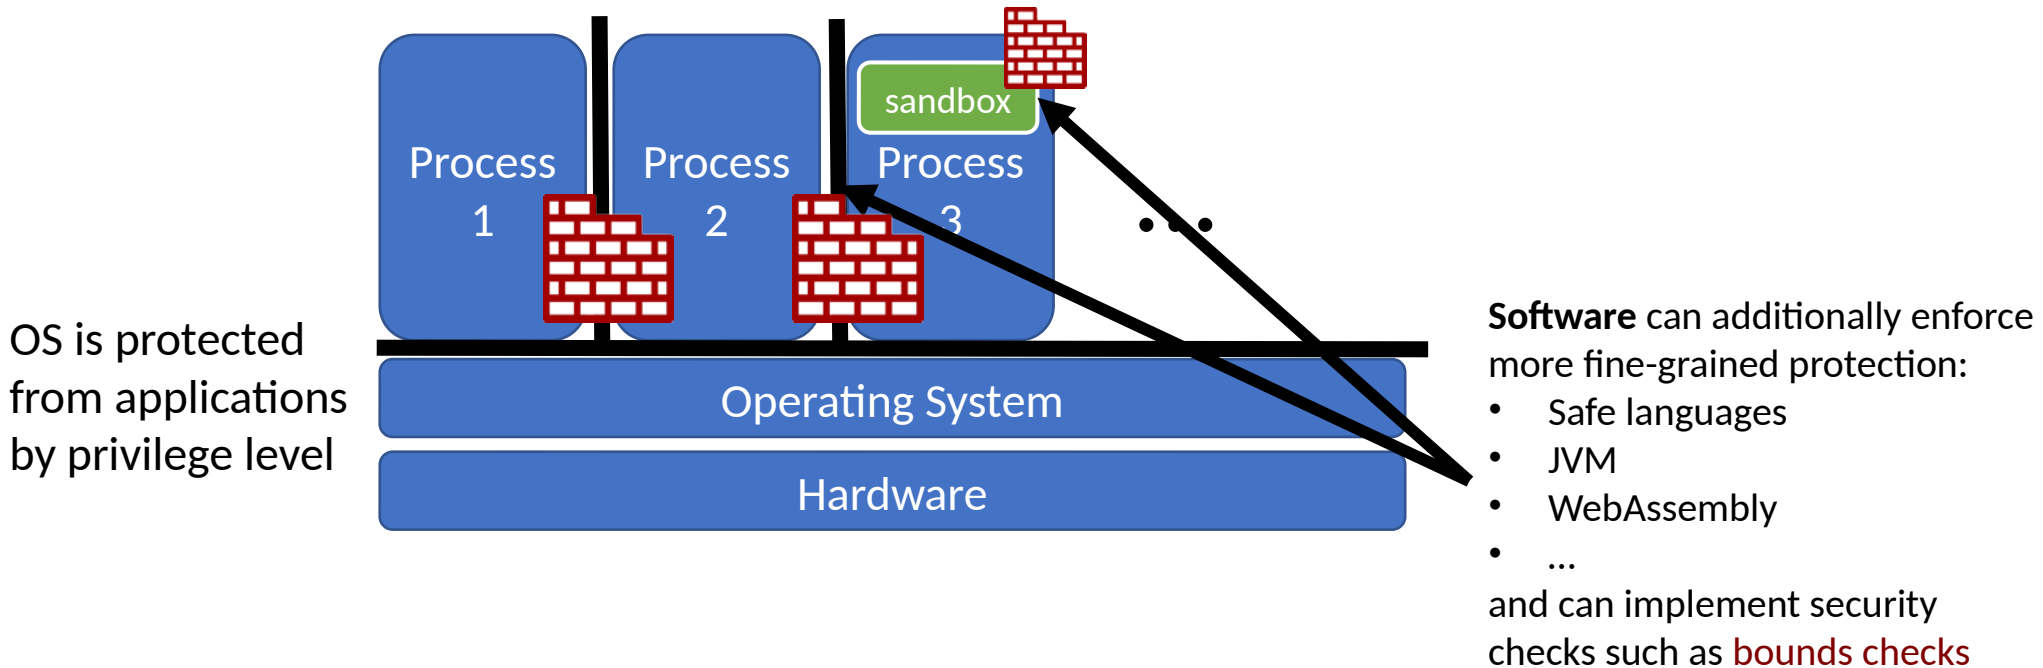 sandbox
Process
1
Process
2
Process
3
...
OS is protected
from applications
by privilege level
Operating System
Hardware
Software can additionally enforce
more fine-grained protection:
• Safe languages
• JVM
• WebAssembly
• ...
and can implement security
checks such as bounds checks